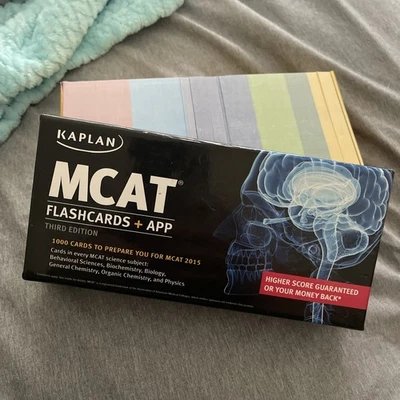 KAPLAN
MCAT®
FLASHCARDS + APP
THIRD EDITION
1000 CARDS TO PREPARE YOU FOR MCAT 2015
Cards in every MCAT science subject:
Behavioral Sciences, Biochemistry, Biology,
General Chemistry, Organic Chemistry, and Physics
HIGHER SCORE GUARANTEED
OR YOUR MONEY BACK*